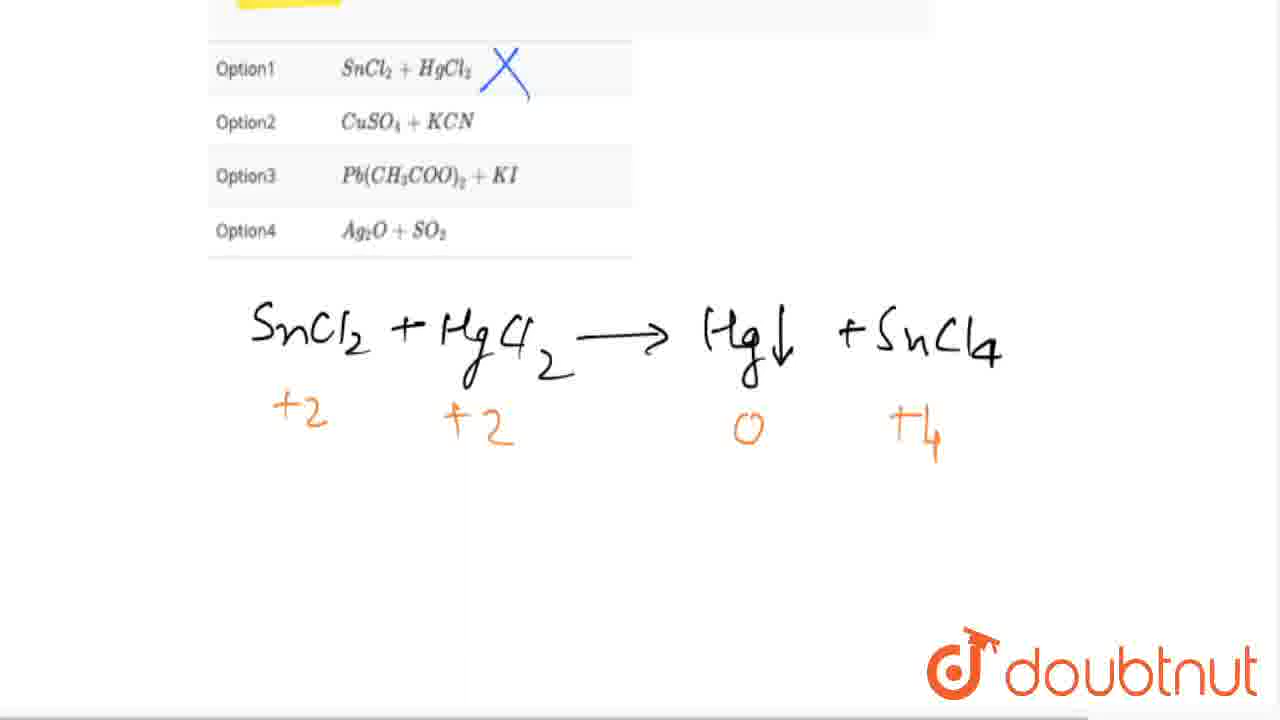 Option1 SnCl₂ + HgCl₂ X
Option2 CuSO₄ + KCN
Option3 Pb(CH₃COO)₂ + KI
Option4 Ag₂O + SO₂
SnCl₂ + HgCl₂ → Hg↓ + SnCl₄
+2 +2 0 +4
doubtnut